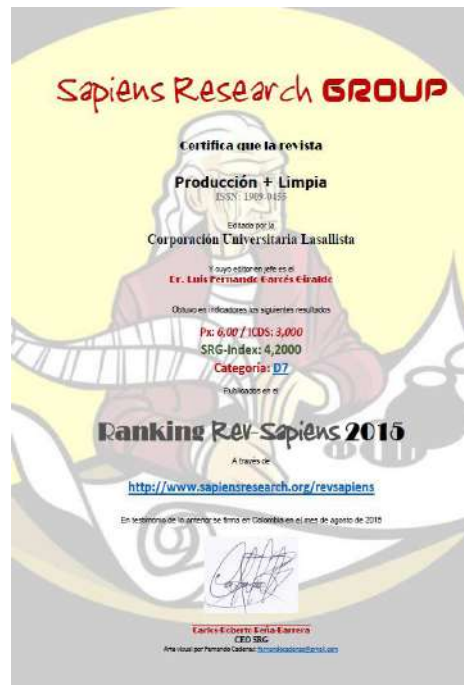 Sapiens Research GROUP
Certifica que la revista
Producción + Limpia
ISSN: 1909-0455
Editada por la
Corporación Universitaria Lasallista
Y cuyo editor en jefe es el
Dr. Luis Fernando Garcés Giraldo
Obtuvo en indicadores los siguientes resultados
Px: 6,00 / ICDS: 3,000
SRG-Index: 4,2000
Categoría: D7
Publicados en el
Ranking Rev-Sapiens 2015
A través de
http://www.sapiensresearch.org/revsapiens
En testimonio de lo anterior se firma en Colombia en el mes de agosto de 2015
Carlos-Roberto Peña-Barrera
CEO SRG
Arte visual por Fernando Cadena: